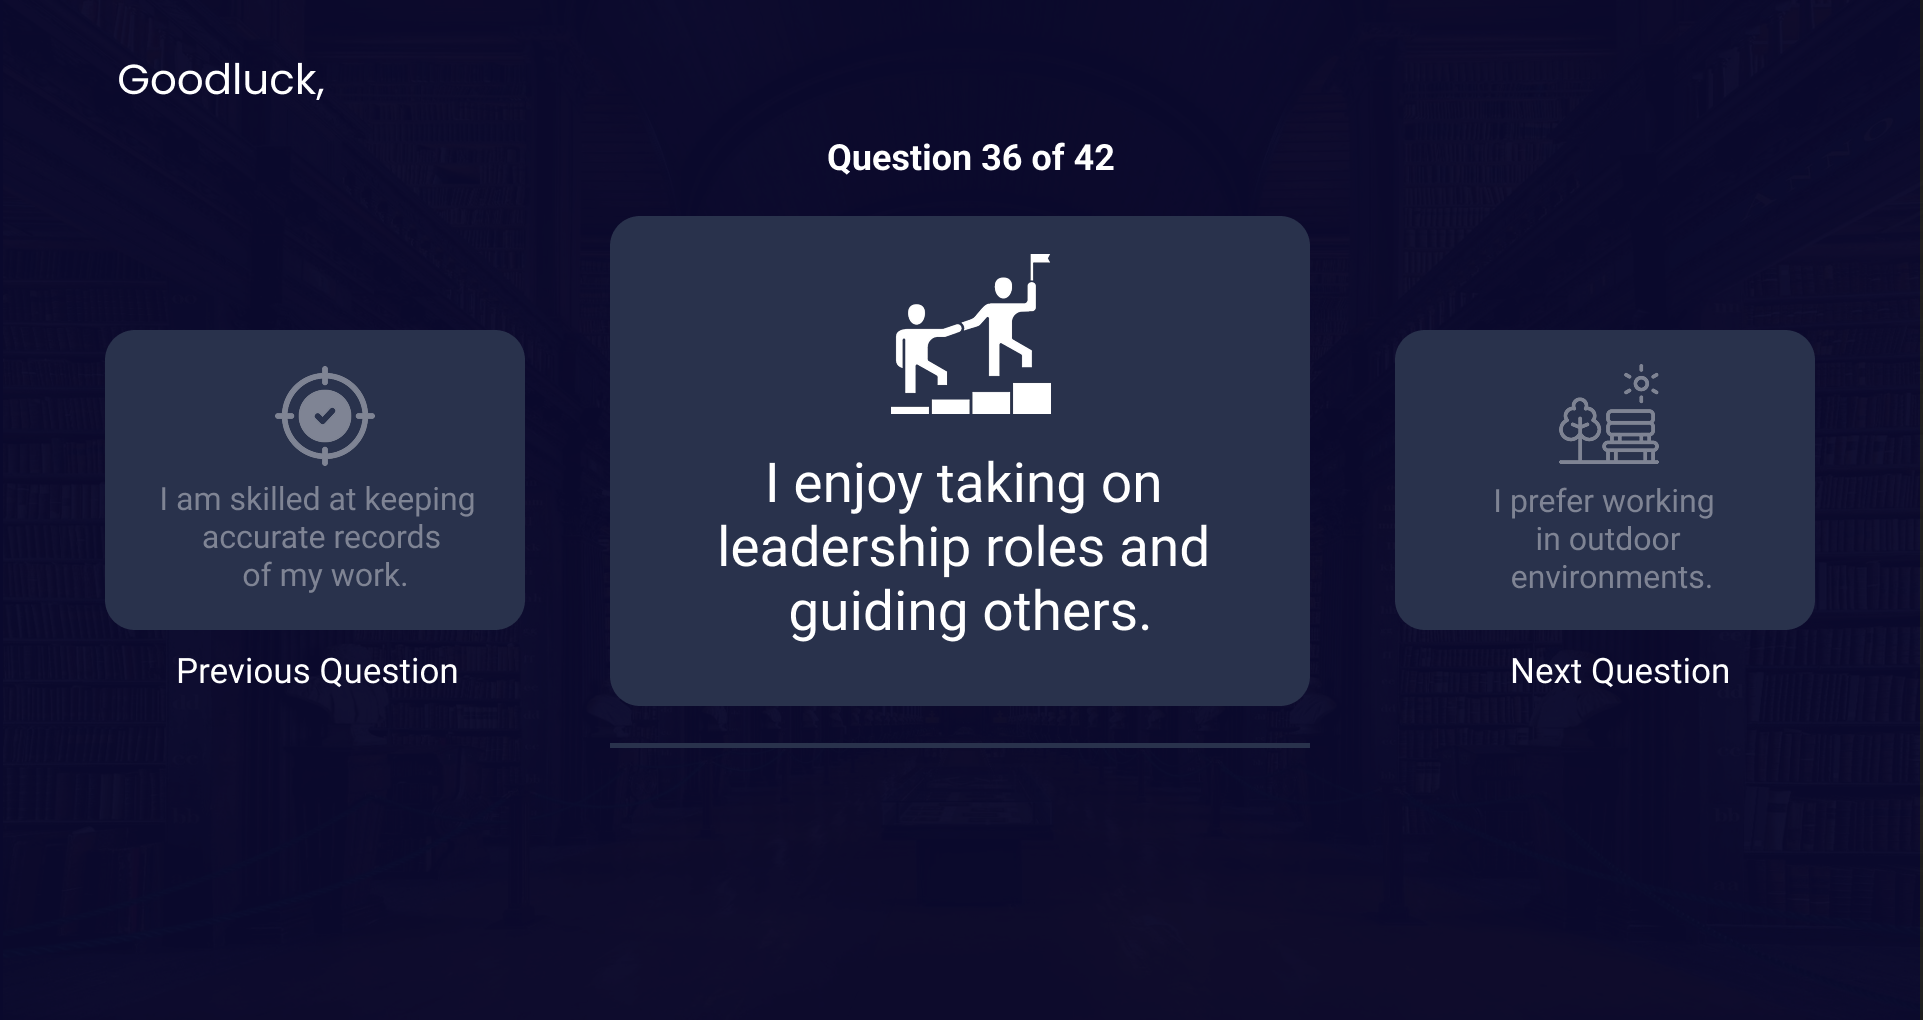 Goodluck,
Question 36 of 42
I am skilled at keeping
accurate records
of my work.
Previous Question
I enjoy taking on
leadership roles and
guiding others.
I prefer working
in outdoor
environments.
Next Question